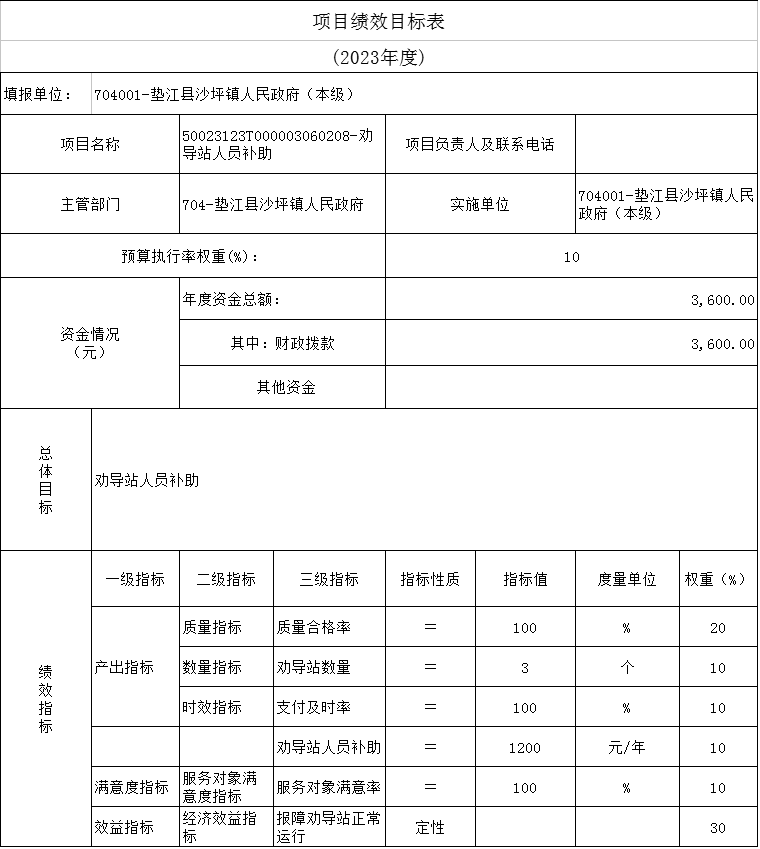 项目绩效目标表
(2023年度)
填报单位： 704001-垫江县沙坪镇人民政府（本级）
项目名称 50023123T000003060208-劝导站人员补助 项目负责人及联系电话
主管部门 704-垫江县沙坪镇人民政府 实施单位 704001-垫江县沙坪镇人民政府（本级）
预算执行率权重(%)： 10
资金情况（元）
年度资金总额： 3,600.00
其中：财政拨款 3,600.00
其他资金
总体目标 劝导站人员补助
绩效指标
一级指标 二级指标 三级指标 指标性质 指标值 度量单位 权重（%）
产出指标
质量指标 质量合格率 ＝ 100 % 20
数量指标 劝导站数量 ＝ 3 个 10
时效指标 支付及时率 ＝ 100 % 10
劝导站人员补助 ＝ 1200 元/年 10
满意度指标 服务对象满意度指标 服务对象满意率 ＝ 100 % 10
效益指标 经济效益指标 报障劝导站正常运行 定性 30